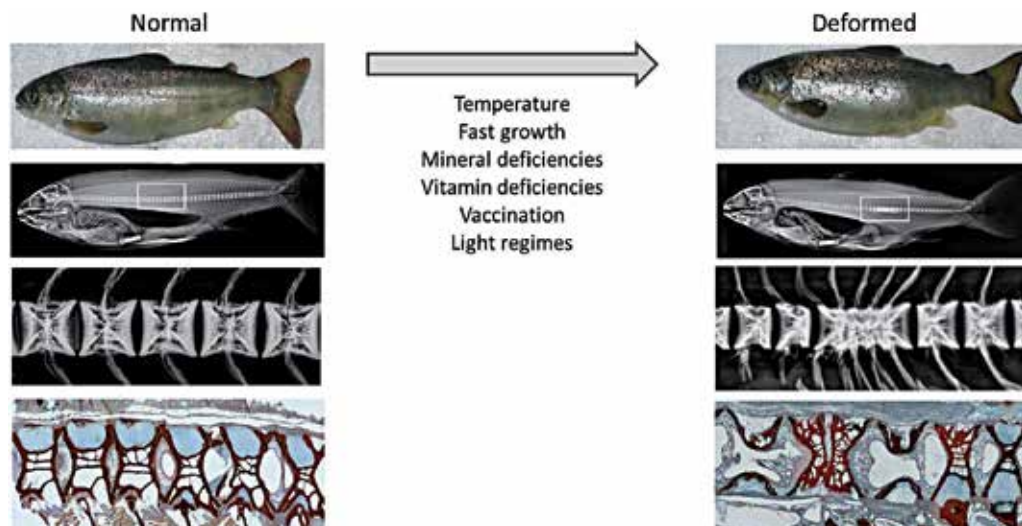 Normal
Deformed
Temperature
Fast growth
Mineral deficiencies
Vitamin deficiencies
Vaccination
Light regimes